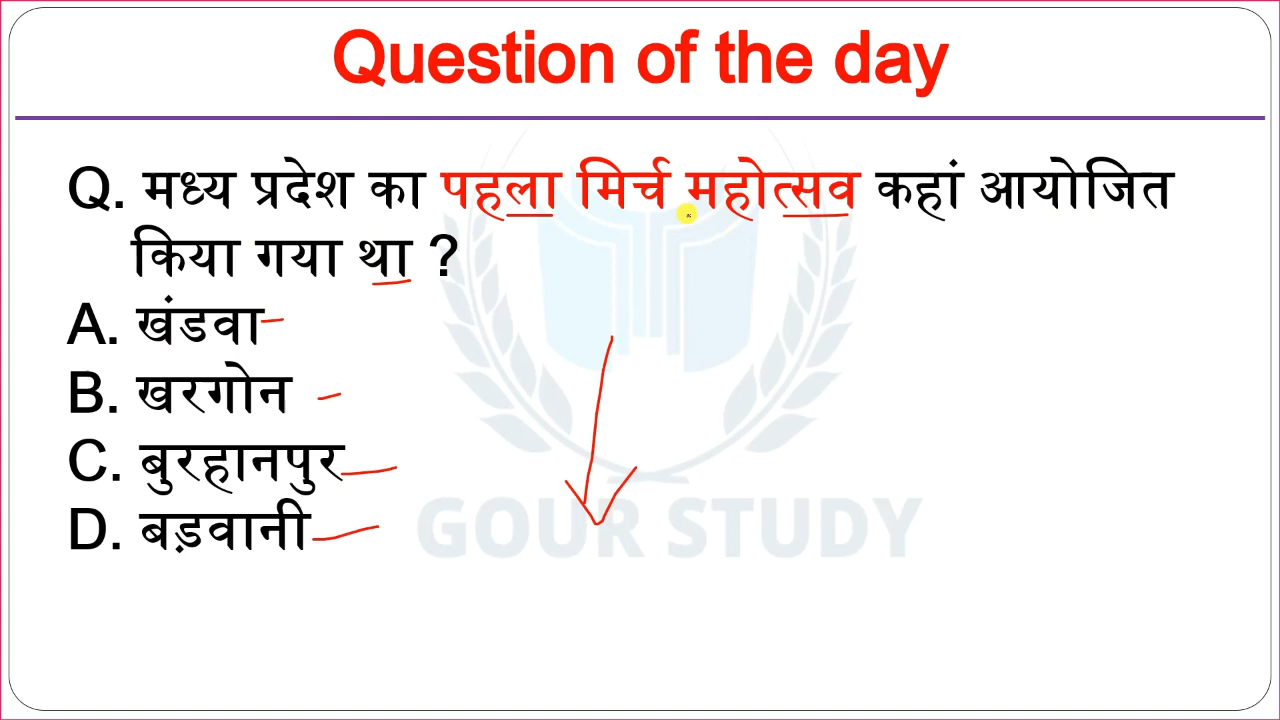 Question of the day
Q. मध्य प्रदेश का पहला मिर्च महोत्सव कहां आयोजित
किया गया था ?
A. खंडवा
B. खरगोन
C. बुरहानपुर
D. बड़वानी
GOUR STUDY